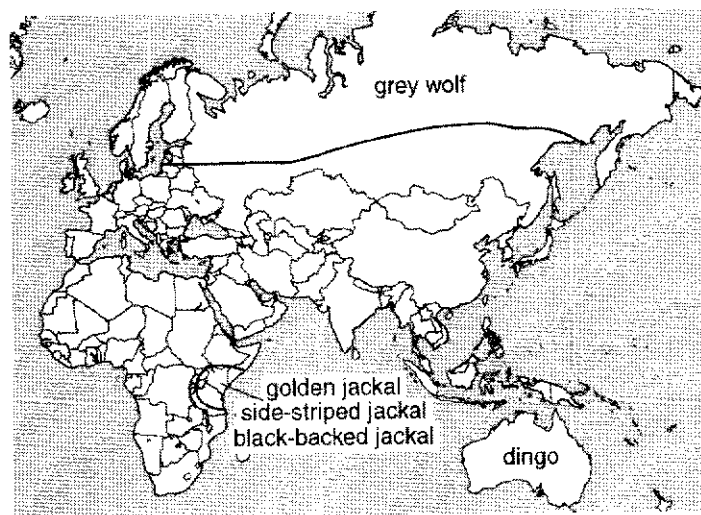 grey wolf
golden jackal
side-striped jackal
black-backed jackal
dingo